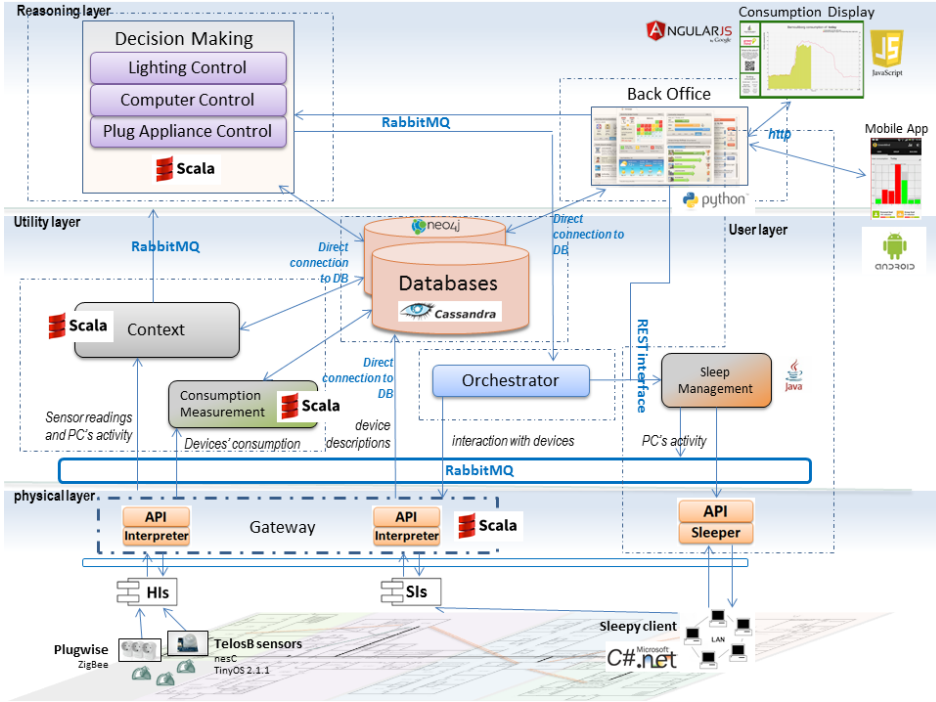 Reasoning layer
Decision Making
Lighting Control
Computer Control
Plug Appliance Control
Scala
RabbitMQ
ANGULARJS
by Google
Consumption Display
JS
JavaScript
Back Office
http
python
Mobile App
ANDROID
Utility layer
User layer
RabbitMQ
neo4j
Direct
connection
to DB
Direct
connection to
DB
Databases
Cassandra
Scala
Context
Consumption
Measurement
Scala
Direct
connection to
DB
Orchestrator
REST interface
Sleep
Management
Java
Sensor readings
and PC's activity
Devices' consumption
device
descriptions
interaction with devices
PC's activity
RabbitMQ
physical layer
API
Interpreter
Gateway
API
Interpreter
Scala
API
Sleeper
HIs
SIs
Plugwise
ZigBee
TelosB sensors
nesC
TinyOS 2.1.1
Sleepy client
Microsoft
C#.net
LAN